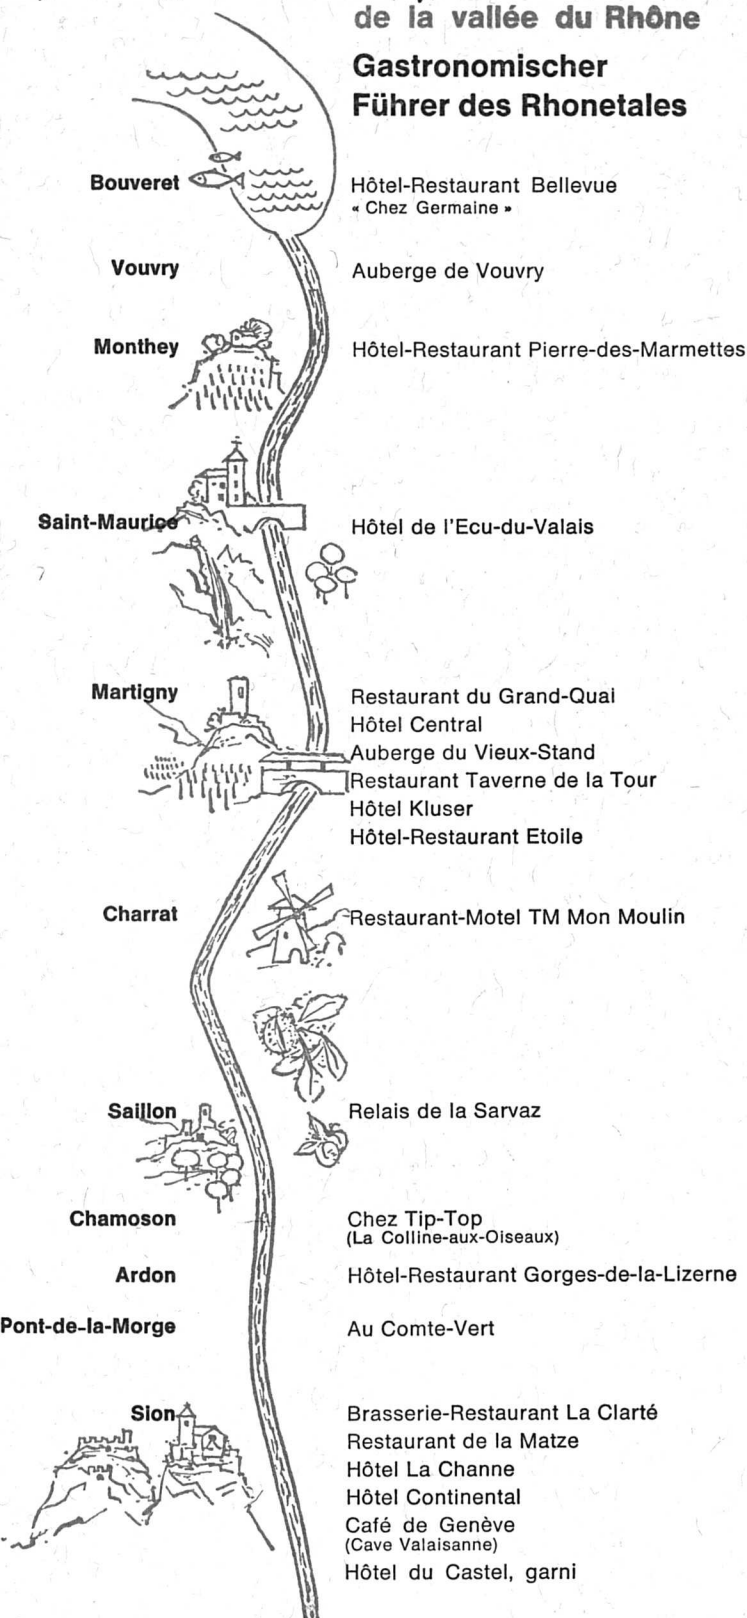 de la vallée du Rhône
Gastronomischer
Führer des Rhonetales
Bouveret
Hôtel-Restaurant Bellevue
« Chez Germaine »
Vouvry
Auberge de Vouvry
Monthey
Hôtel-Restaurant Pierre-des-Marmettes
Saint-Maurice
Hôtel de l'Ecu-du-Valais
Martigny
Restaurant du Grand-Quai
Hôtel Central
Auberge du Vieux-Stand
Restaurant Taverne de la Tour
Hôtel Kluser
Hôtel-Restaurant Etoile
Charrat
Restaurant-Motel TM Mon Moulin
Saillon
Relais de la Sarvaz
Chamoson
Chez Tip-Top
(La Colline-aux-Oiseaux)
Ardon
Hôtel-Restaurant Gorges-de-la-Lizerne
Pont-de-la-Morge
Au Comte-Vert
Sion
Brasserie-Restaurant La Clarté
Restaurant de la Matze
Hôtel La Channe
Hôtel Continental
Café de Genève
(Cave Valaisanne)
Hôtel du Castel, garni